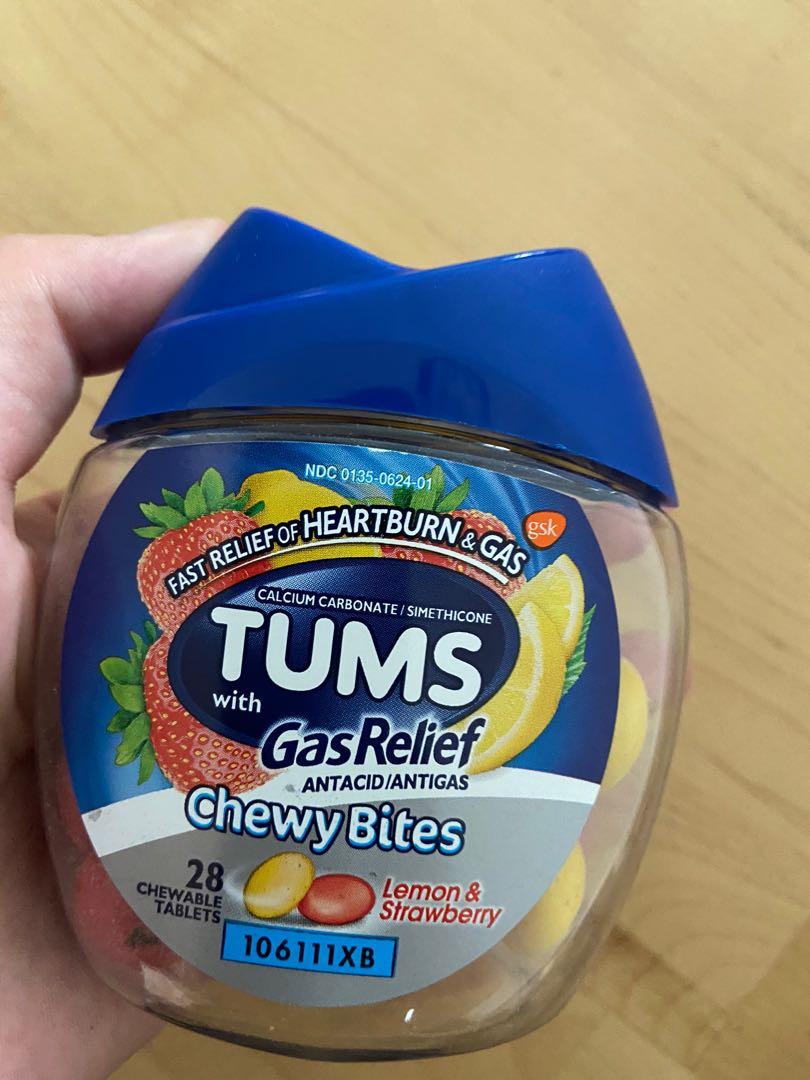 NDC 0135-0624-01
FAST RELIEF OF HEARTBURN & GAS
gsk
CALCIUM CARBONATE / SIMETHICONE
TUMS
with
GasRelief
ANTACID/ANTIGAS
Chewy Bites
28
CHEWABLE
TABLETS
Lemon &
Strawberry
106111XB